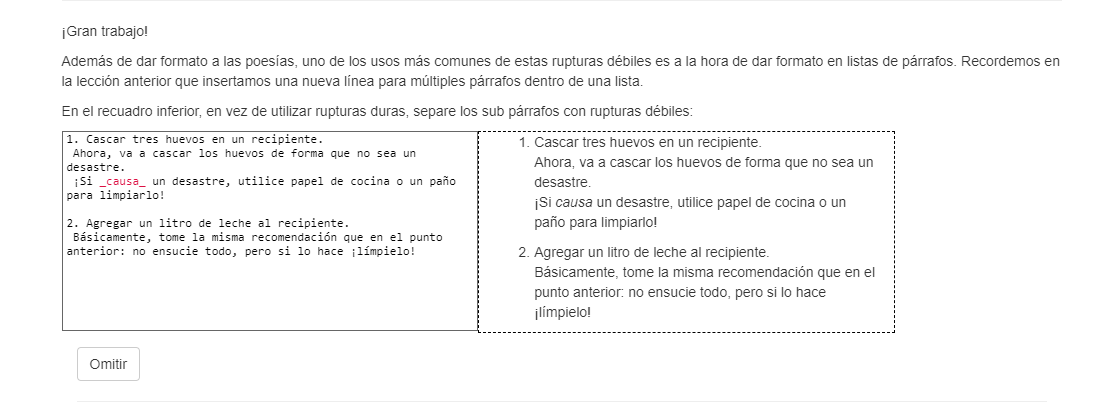 ¡Gran trabajo!
Además de dar formato a las poesías, uno de los usos más comunes de estas rupturas débiles es a la hora de dar formato en listas de párrafos. Recordemos en
la lección anterior que insertamos una nueva línea para múltiples párrafos dentro de una lista.
En el recuadro inferior, en vez de utilizar rupturas duras, separe los sub párrafos con rupturas débiles:
1. Cascar tres huevos en un recipiente.
Ahora, va a cascar los huevos de forma que no sea un
desastre.
¡Si _causa_ un desastre, utilice papel de cocina o un paño
para limpiarlo!
2. Agregar un litro de leche al recipiente.
Básicamente, tome la misma recomendación que en el punto
anterior: no ensucie todo, pero si lo hace ¡límpielo!
1. Cascar tres huevos en un recipiente.
Ahora, va a cascar los huevos de forma que no sea un
desastre.
¡Si causa un desastre, utilice papel de cocina o un
paño para limpiarlo!
2. Agregar un litro de leche al recipiente.
Básicamente, tome la misma recomendación que en el
punto anterior: no ensucie todo, pero si lo hace
¡límpielo!
Omitir